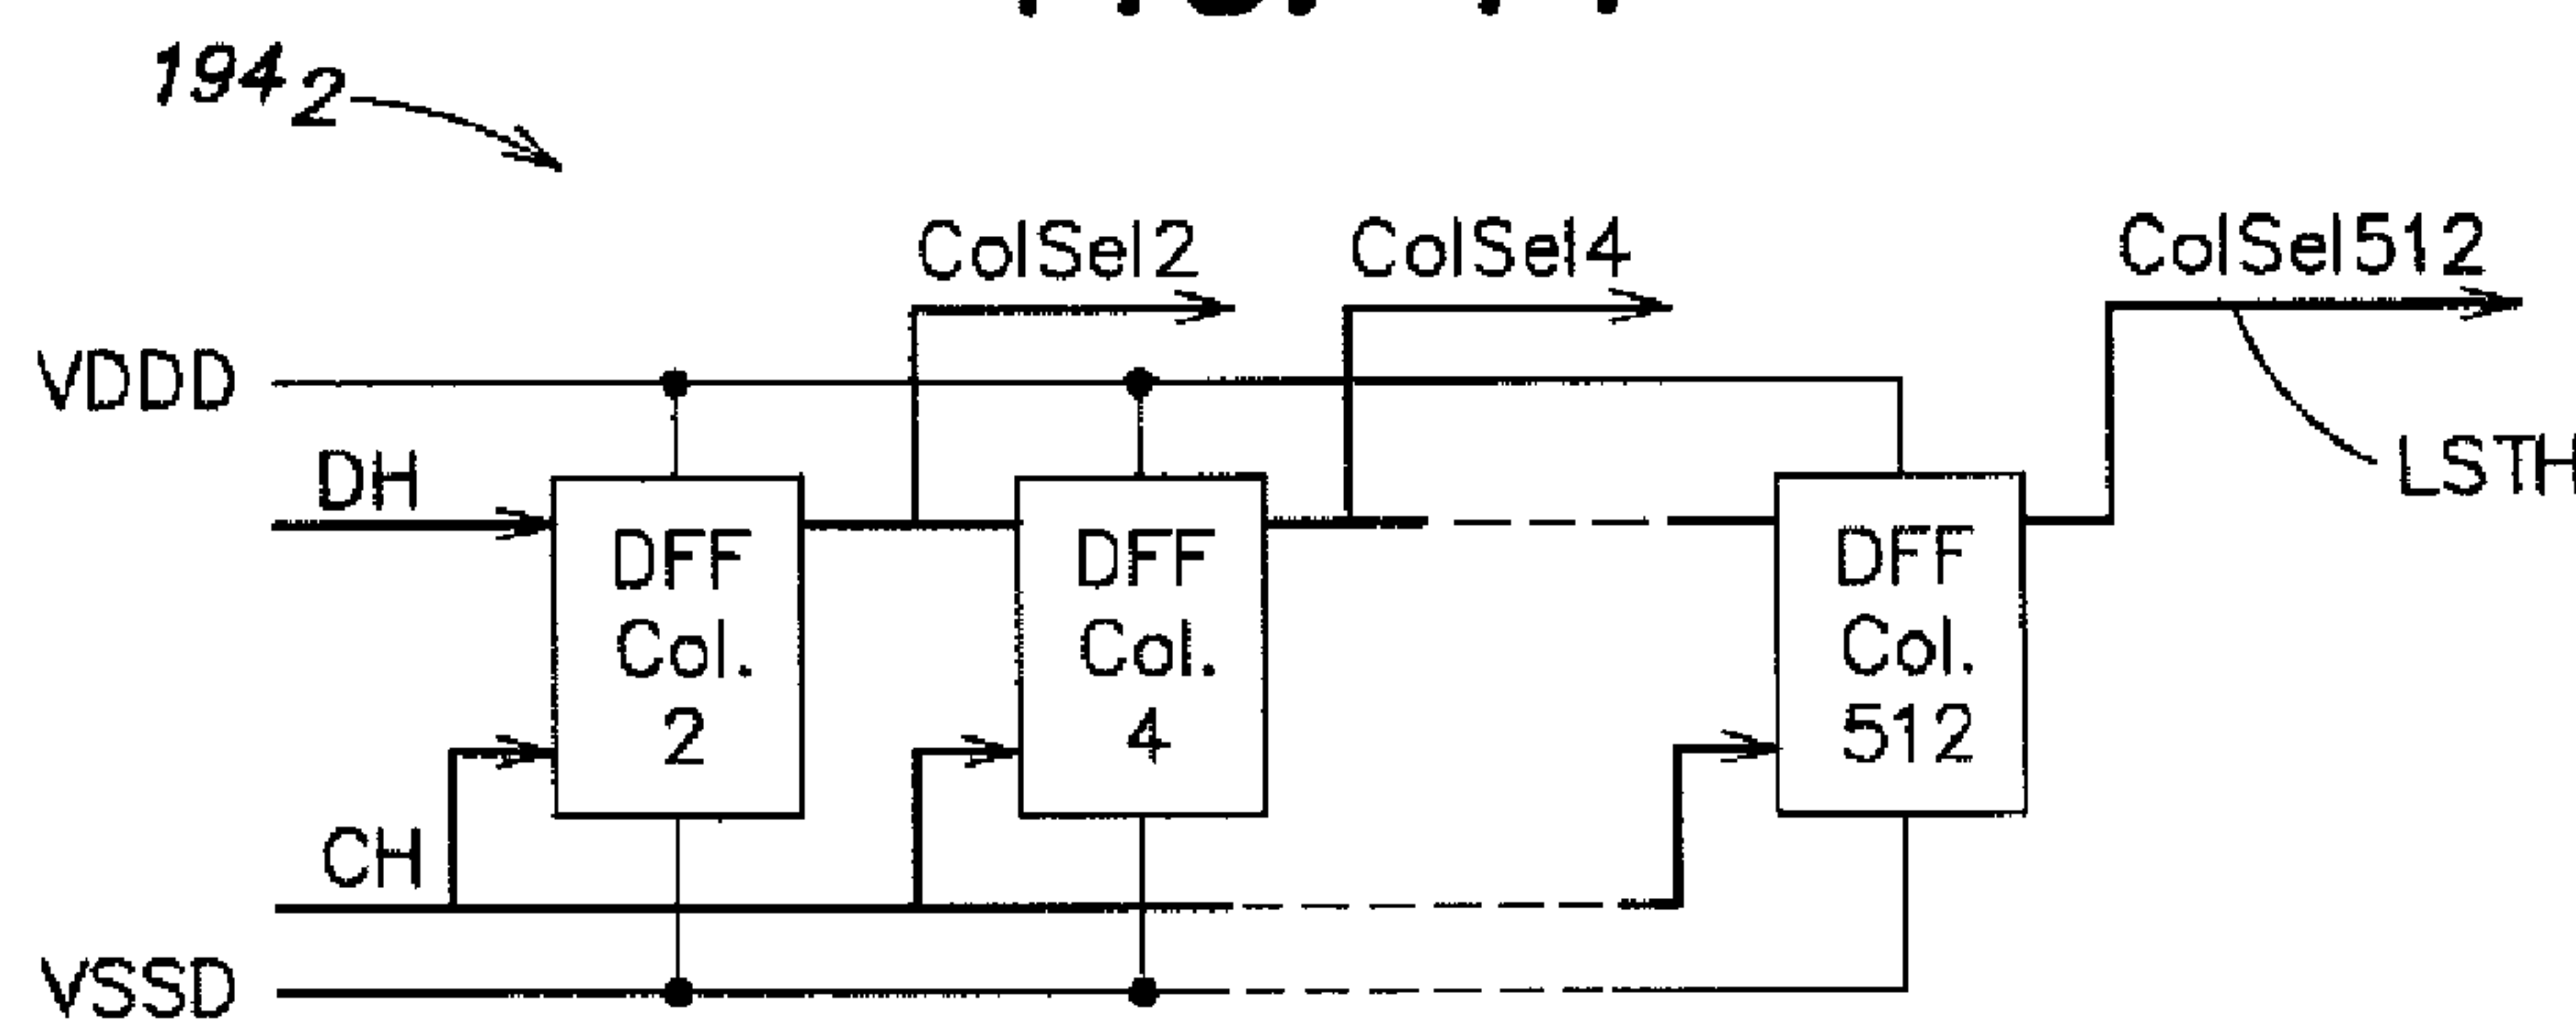 194 2
ColSel2
ColSel4
ColSel512
VDDD
DH
LSTH
DFF
Col.
2
DFF
Col.
4
DFF
Col.
512
CH
VSSD